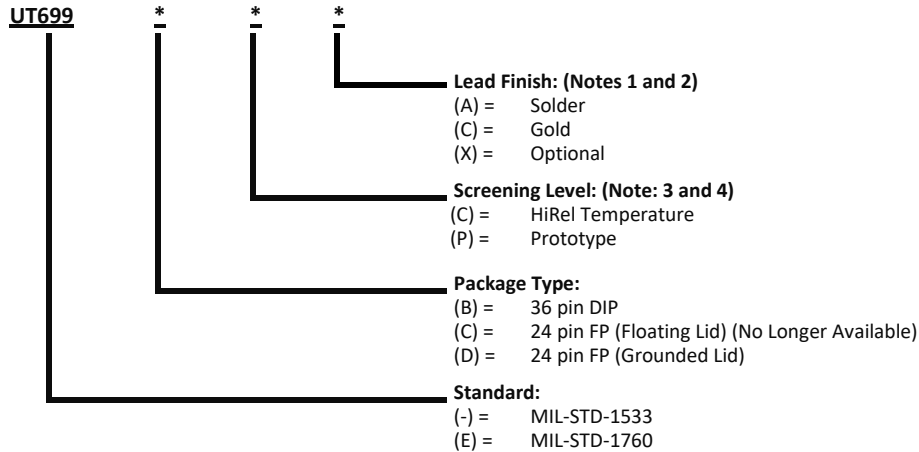 UT699 * * *
Lead Finish: (Notes 1 and 2)
(A) = Solder
(C) = Gold
(X) = Optional
Screening Level: (Note: 3 and 4)
(C) = HiRel Temperature
(P) = Prototype
Package Type:
(B) = 36 pin DIP
(C) = 24 pin FP (Floating Lid) (No Longer Available)
(D) = 24 pin FP (Grounded Lid)
Standard:
(-) = MIL-STD-1533
(E) = MIL-STD-1760